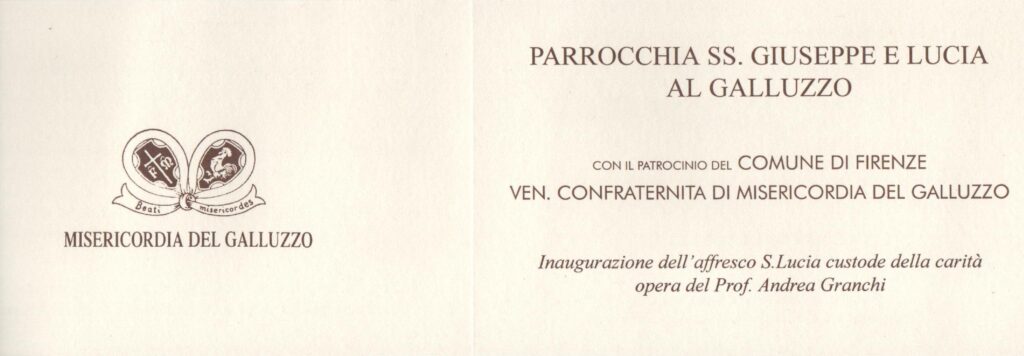 Beati misericordes
MISERICORDIA DEL GALLUZZO
PARROCCHIA SS. GIUSEPPE E LUCIA
AL GALLUZZO
CON IL PATROCINIO DEL COMUNE DI FIRENZE
VEN. CONFRATERNITA DI MISERICORDIA DEL GALLUZZO
Inaugurazione dell'affresco S.Lucia custode della carità
opera del Prof. Andrea Granchi